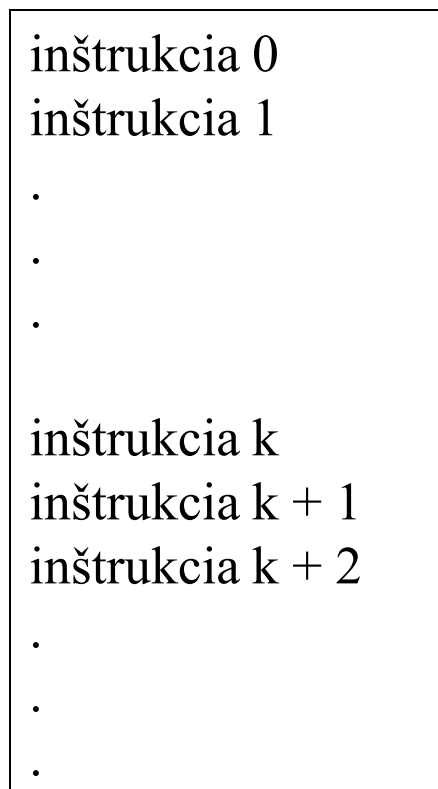 inštrukcia 0
inštrukcia 1
.
.
.
inštrukcia k
inštrukcia k + 1
inštrukcia k + 2
.
.
.